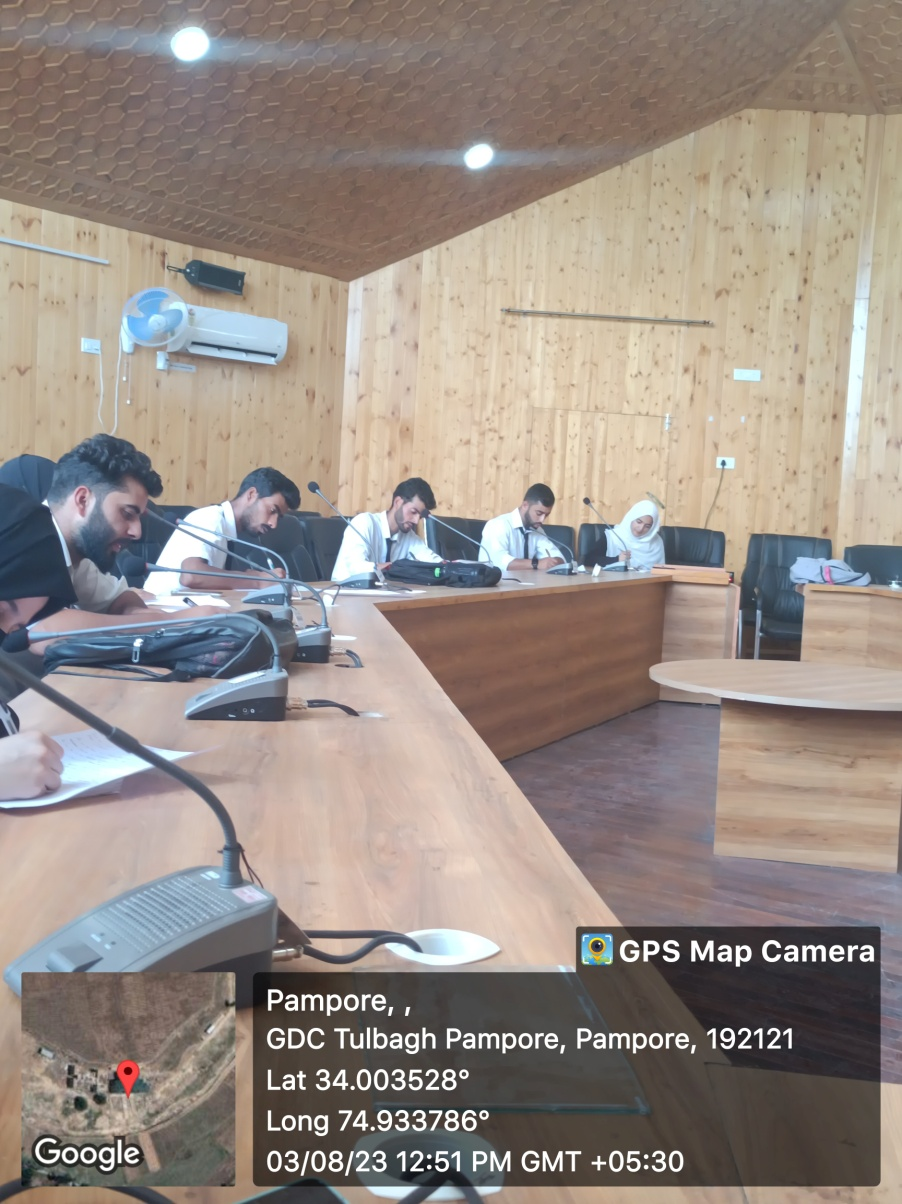 GPS Map Camera
Pampore, ,
GDC Tulbagh Pampore, Pampore, 192121
Lat 34.003528°
Long 74.933786°
03/08/23 12:51 PM GMT +05:30
Google